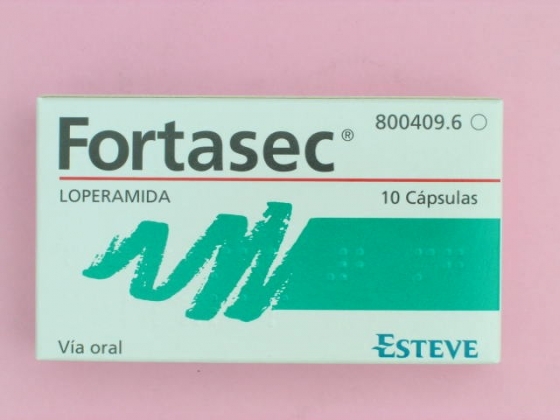 Fortasec®
800409.6 ○
LOPERAMIDA
10 Cápsulas
Vía oral
ESTEVE